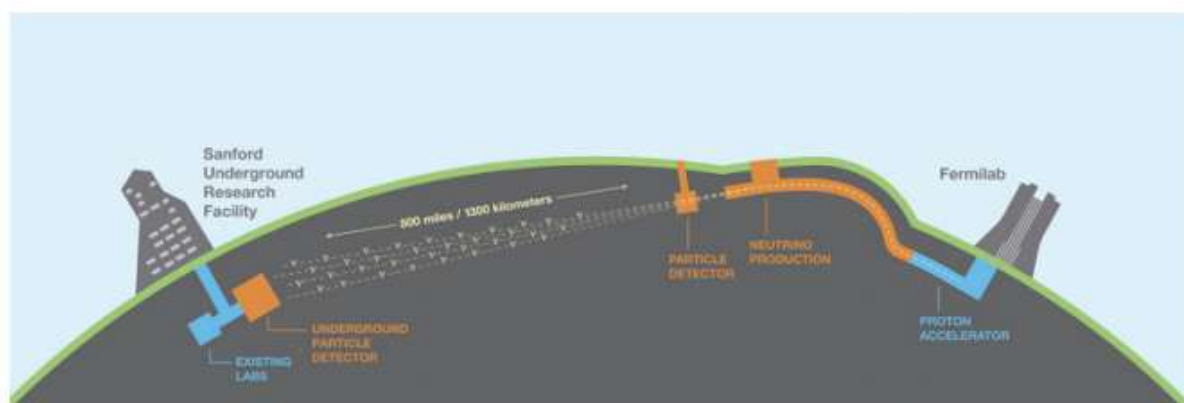 Sanford
Underground
Research
Facility
800 miles / 1300 kilometers
Fermilab
PARTICLE
DETECTOR
NEUTRINO
PRODUCTION
PROTON
ACCELERATOR
UNDERGROUND
PARTICLE
DETECTOR
EXISTING
LABS